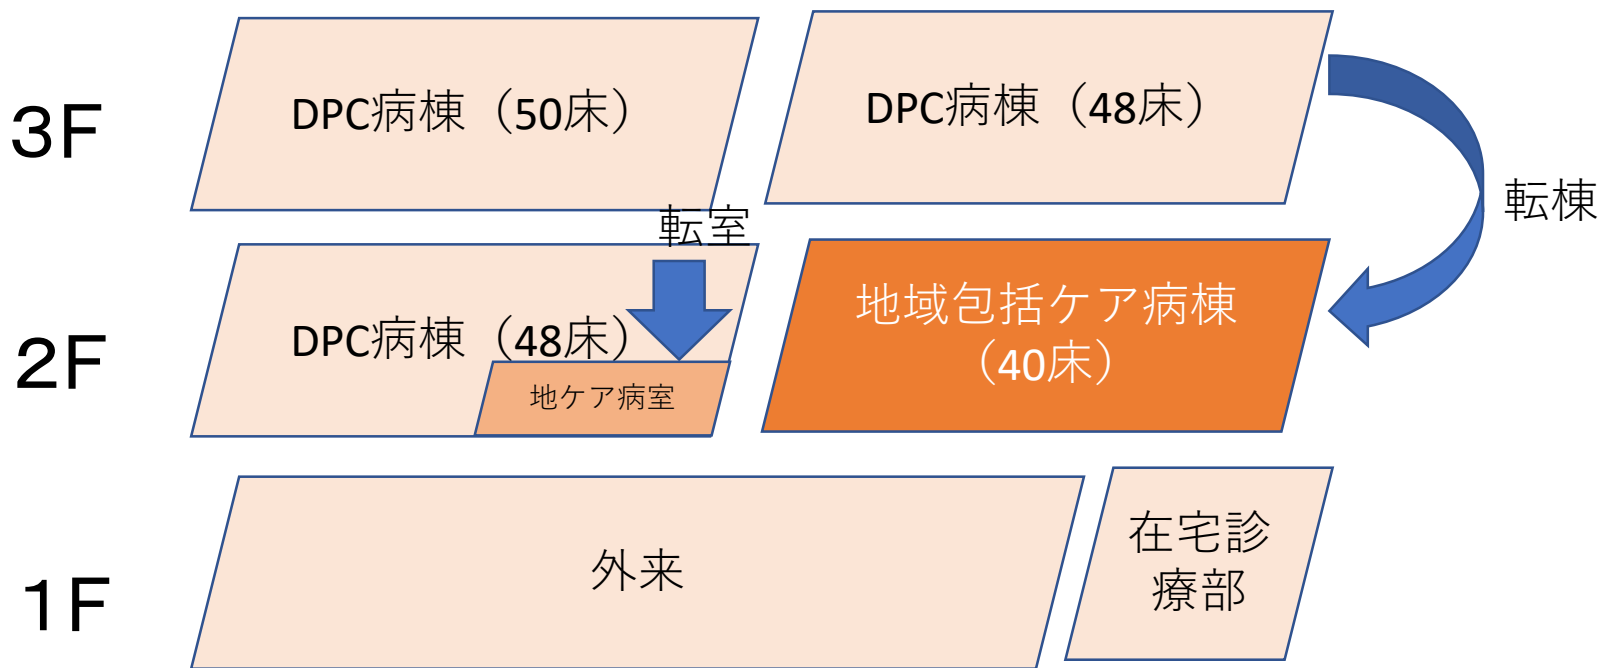 3F
DPC病棟（50床）
DPC病棟（48床）
転棟
転室
2F
DPC病棟（48床）
地ケア病室
地域包括ケア病棟
（40床）
1F
外来
在宅診
療部